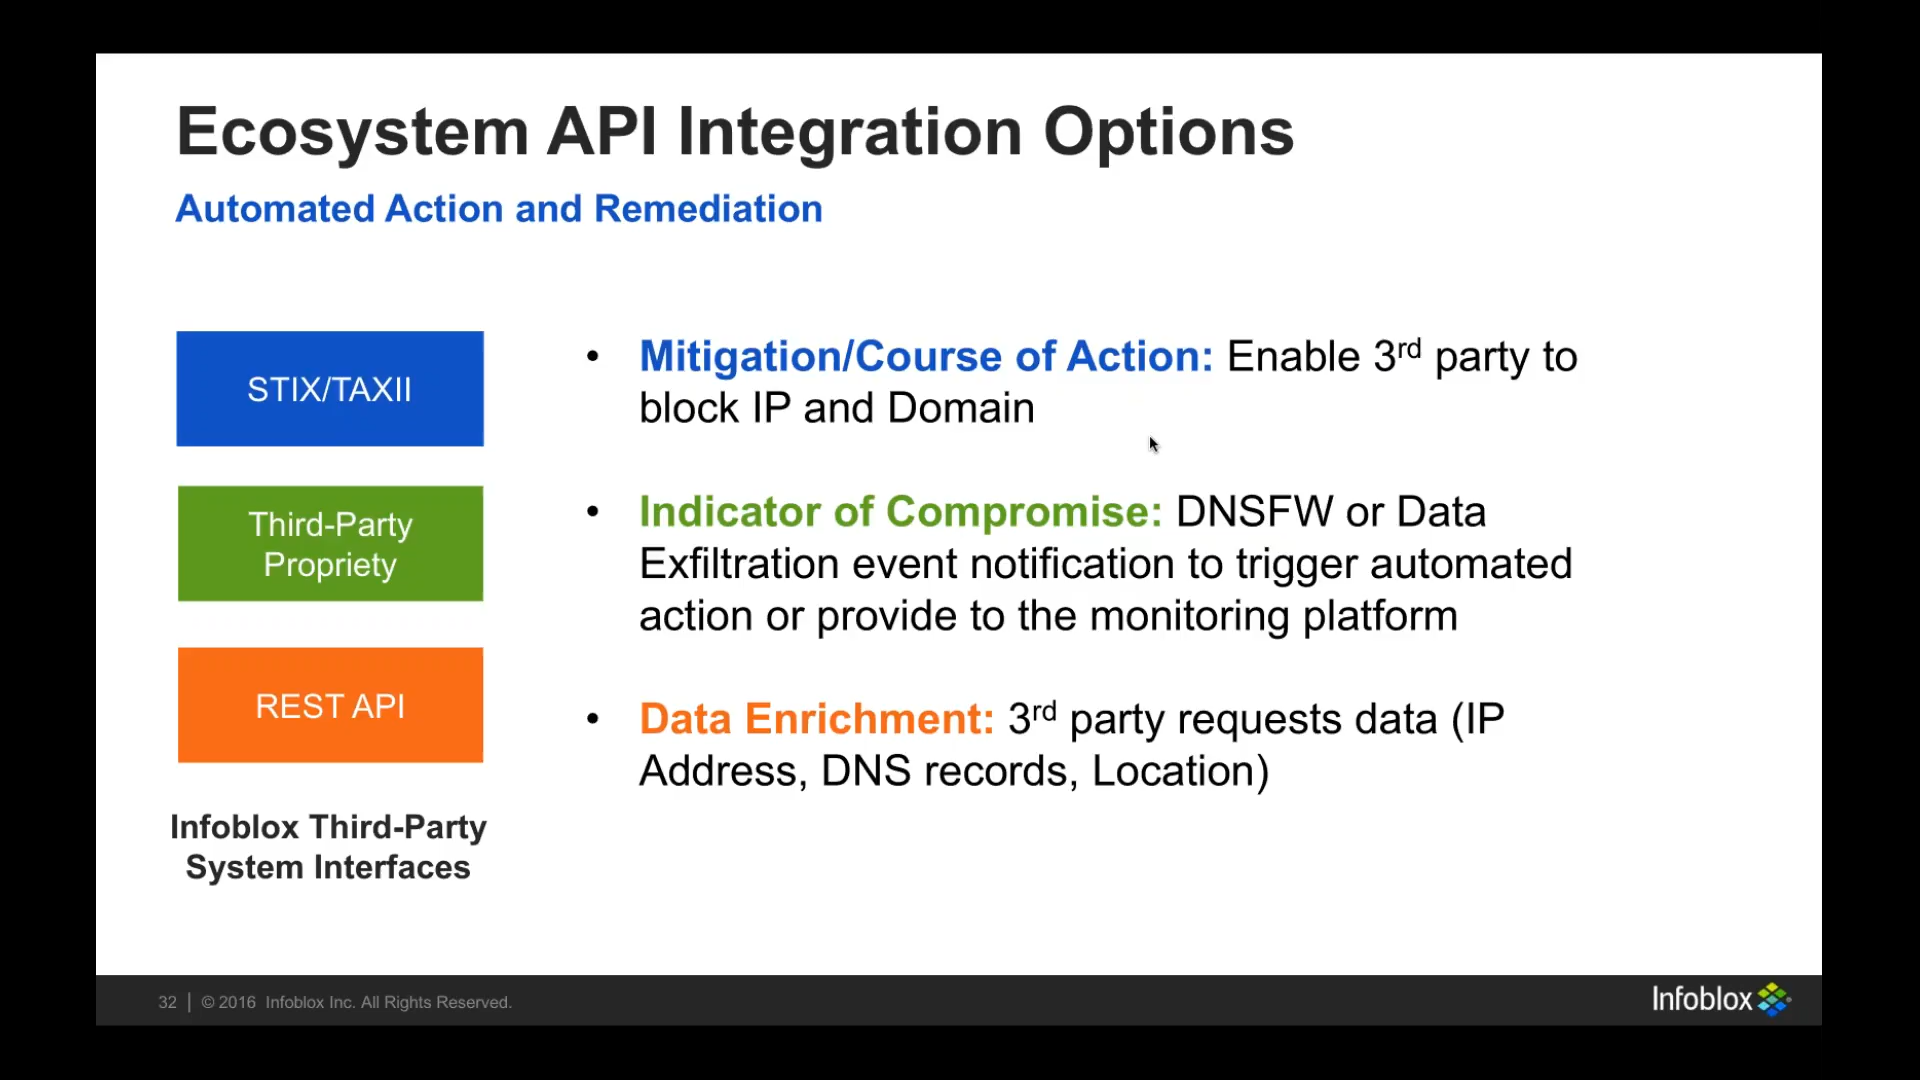 Ecosystem API Integration Options
Automated Action and Remediation
STIX/TAXII
Third-Party
Propriety
REST API
Infoblox Third-Party
System Interfaces
• Mitigation/Course of Action: Enable 3rd party to
block IP and Domain
• Indicator of Compromise: DNSFW or Data
Exfiltration event notification to trigger automated
action or provide to the monitoring platform
• Data Enrichment: 3rd party requests data (IP
Address, DNS records, Location)
32 | © 2016 Infoblox Inc. All Rights Reserved.
Infoblox